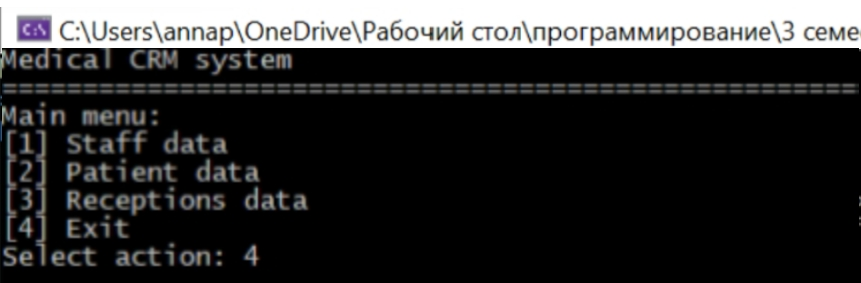 C:\Users\annap\OneDrive\Рабочий стол\программирование\3 семе
Medical CRM system
====================================================
Main menu:
[1] Staff data
[2] Patient data
[3] Receptions data
[4] Exit
Select action: 4